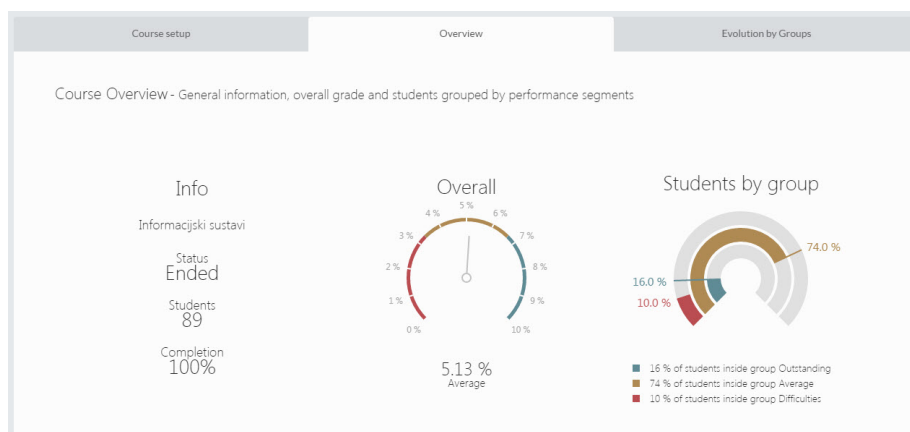 Course setup
Overview
Evolution by Groups
Course Overview - General information, overall grade and students grouped by performance segments
Info
Informacijski sustavi
Status
Ended
Students
89
Completion
100%
Overall
0 %
1 %
2 %
3 %
4 %
5 %
6 %
7 %
8 %
9 %
10 %
5.13 %
Average
Students by group
74.0 %
16.0 %
10.0 %
16 % of students inside group Outstanding
74 % of students inside group Average
10 % of students inside group Difficulties